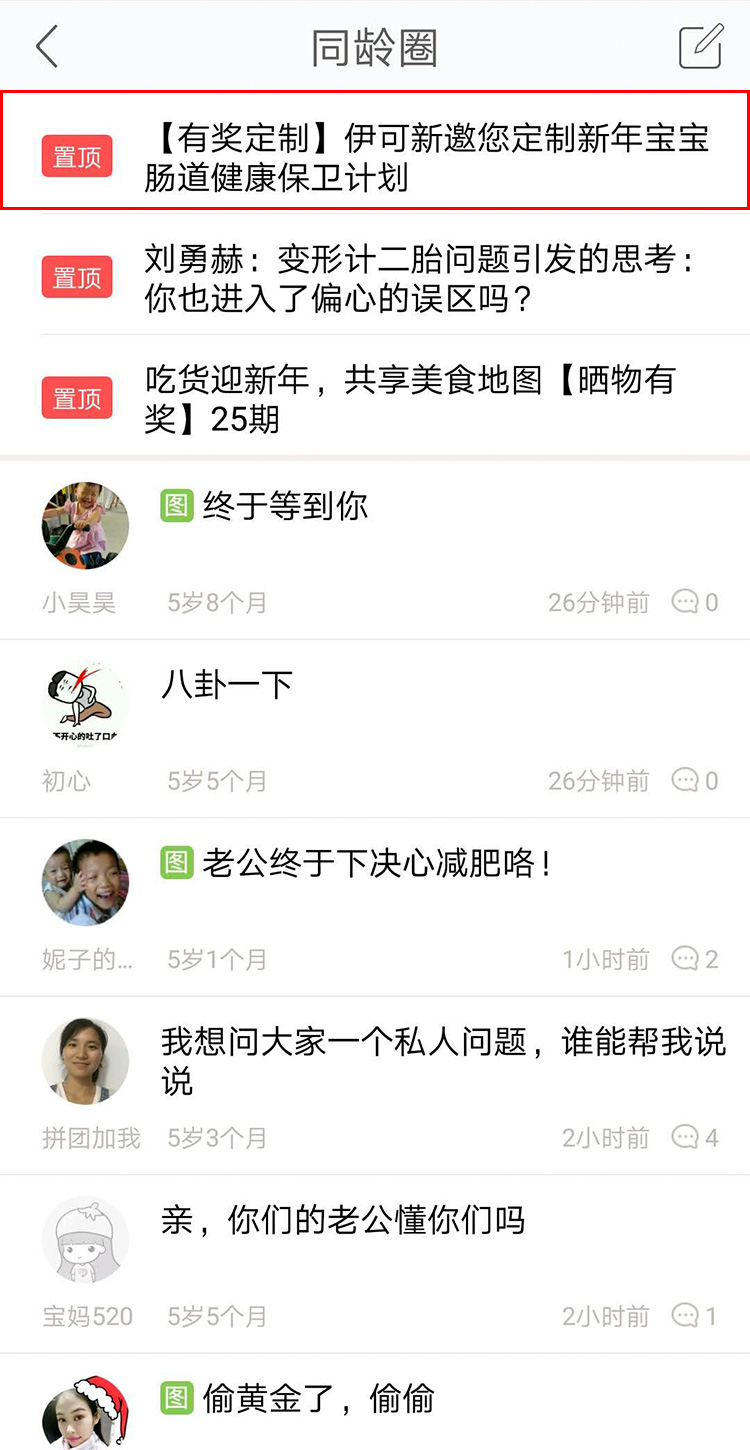 同龄圈
置顶
【有奖定制】伊可新邀您定制新年宝宝
肠道健康保卫计划
置顶
刘勇赫：变形计二胎问题引发的思考：
你也进入了偏心的误区吗？
置顶
吃货迎新年，共享美食地图【晒物有
奖】25期
图 终于等到你
小昊昊 5岁8个月 26分钟前 0
八卦一下
下开心的吐了口
初心 5岁5个月 26分钟前 0
图 老公终于下决心减肥咯！
妮子的... 5岁1个月 1小时前 2
我想问大家一个私人问题，谁能帮我说
说
拼团加我 5岁3个月 2小时前 4
亲，你们的老公懂你们吗
宝妈520 5岁5个月 2小时前 1
图 偷黄金了，偷偷